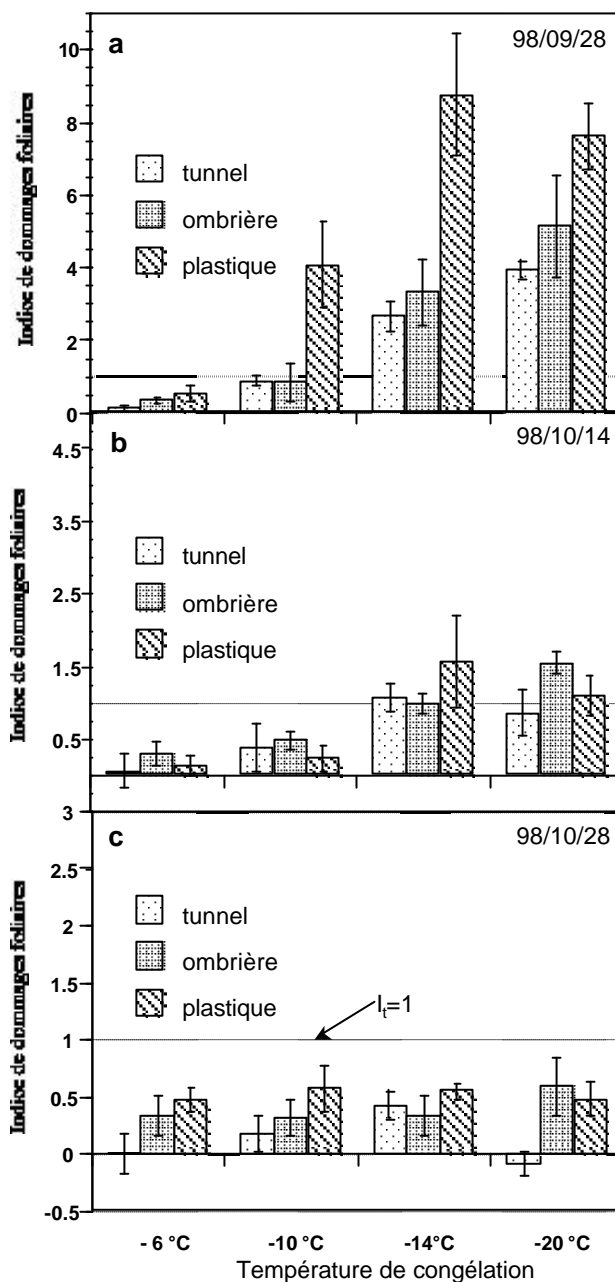 a
98/09/28
10
8
6
4
2
0
tunnel
ombrière
plastique
Indice de dommages foliaires
b
98/10/14
4.5
3.5
2.5
1.5
0.5
tunnel
ombrière
plastique
Indice de dommages foliaires
c
98/10/28
3
2.5
2
1.5
1
0.5
0
-0.5
tunnel
ombrière
plastique
It=1
Indice de dommages foliaires
- 6 °C
-10 °C
-14°C
-20°C
Température de congélation